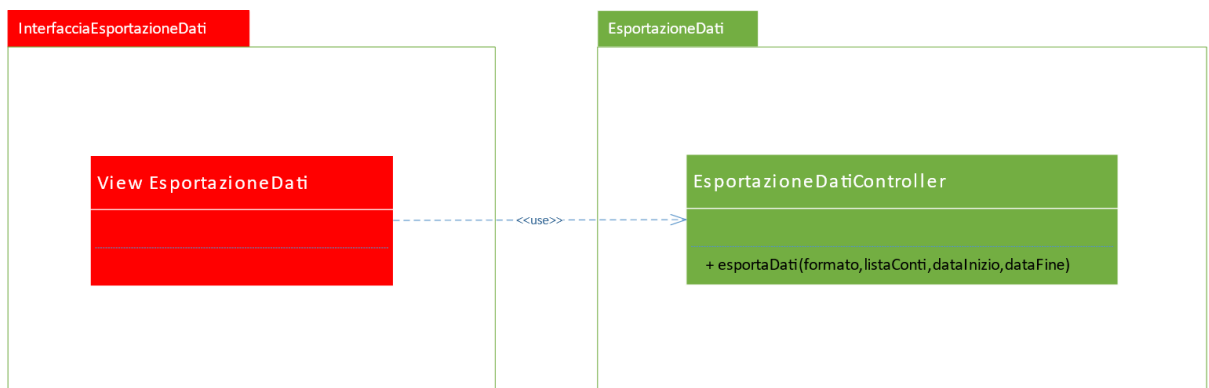 InterfacciaEsportazioneDati
EsportazioneDati
View EsportazioneDati
EsportazioneDatiController
<<use>>
+ esportaDati(formato,listaConti,dataInizio,dataFine)